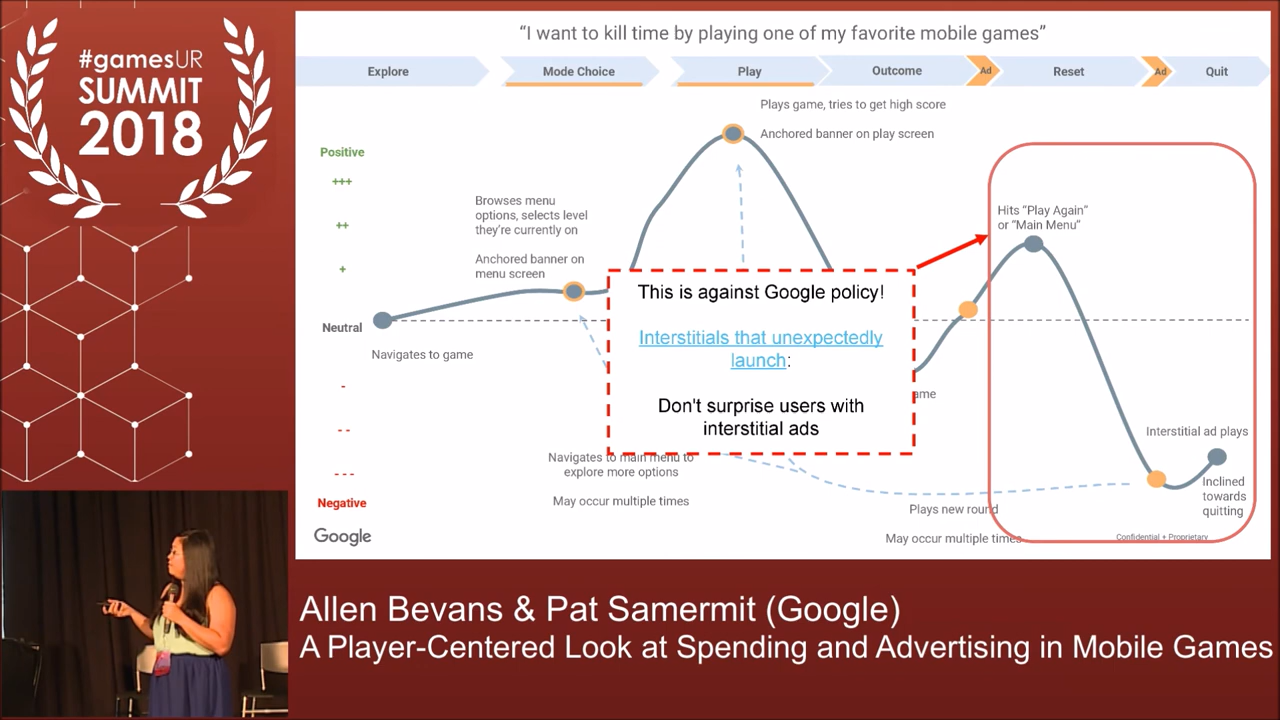 #gamesUR
SUMMIT
2018
“I want to kill time by playing one of my favorite mobile games”
Explore
Mode Choice
Play
Outcome
Ad
Reset
Ad
Quit
Plays game, tries to get high score
Anchored banner on play screen
Positive
+++
++
+
Neutral
-
- -
- - -
Negative
Browses menu
options, selects level
they're currently on
Anchored banner on
menu screen
Navigates to game
This is against Google policy!
Interstitials that unexpectedly
launch:
Don't surprise users with
interstitial ads
Hits “Play Again”
or “Main Menu”
Navigates to main menu to
explore more options
May occur multiple times
Plays new round
May occur multiple times
Interstitial ad plays
Inclined
towards
quitting
Google
Confidential + Proprietary
Allen Bevans & Pat Samermit (Google)
A Player-Centered Look at Spending and Advertising in Mobile Games